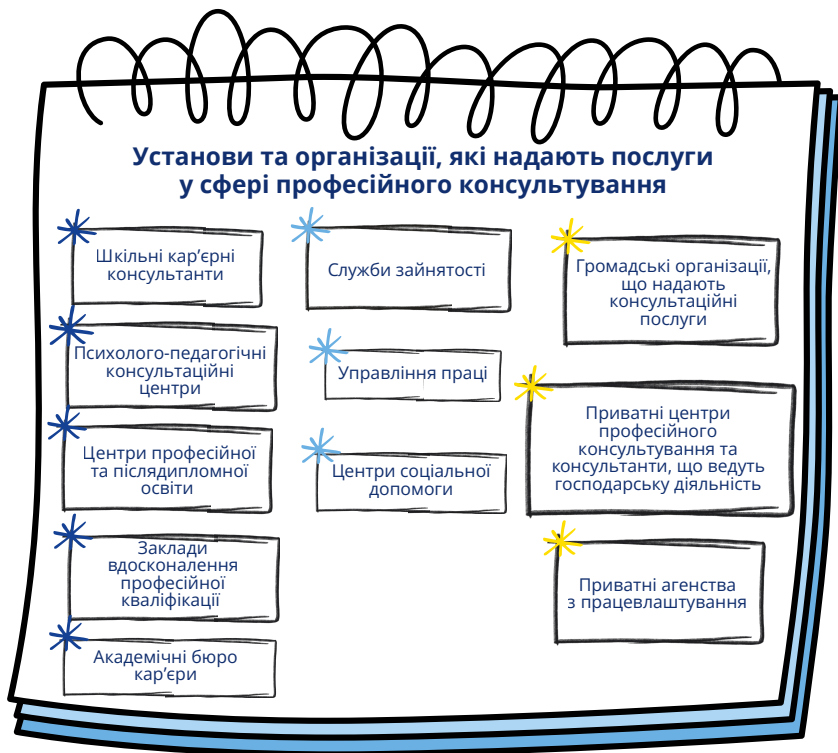 Установи та організації, які надають послуги
у сфері професійного консультування
Шкільні кар’єрні
консультанти
Психолого-педагогічні
консультаційні
центри
Центри професійної
та післядипломної
освіти
Заклади
вдосконалення
професійної
кваліфікації
Академічні бюро
кар’єри
Служби зайнятості
Управління праці
Центри соціальної
допомоги
Громадські організації,
що надають
консультаційні
послуги
Приватні центри
професійного
консультування та
консультанти, що ведуть
господарську діяльність
Приватні агенства
з працевлаштування